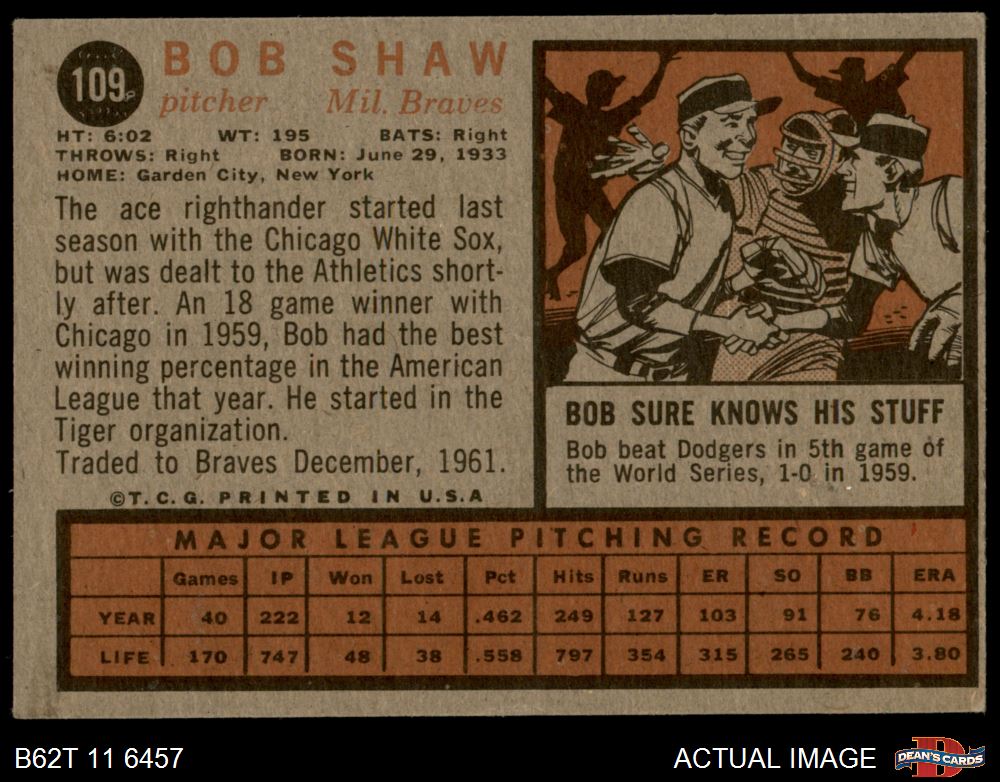 109
BOB SHAW
pitcher Mil. Braves
HT: 6:02 WT: 195 BATS: Right
THROWS: Right BORN: June 29, 1933
HOME: Garden City, New York
The ace righthander started last
season with the Chicago White Sox,
but was dealt to the Athletics short-
ly after. An 18 game winner with
Chicago in 1959, Bob had the best
winning percentage in the American
League that year. He started in the
Tiger organization.
Traded to Braves December, 1961.
©T.C.G. PRINTED IN U.S.A
BOB SURE KNOWS HIS STUFF
Bob beat Dodgers in 5th game of
the World Series, 1-0 in 1959.
MAJOR LEAGUE PITCHING RECORD
Games IP Won Lost Pct Hits Runs ER SO BB ERA
YEAR 40 222 12 14 .462 249 127 103 91 76 4.18
LIFE 170 747 48 38 .558 797 354 315 265 240 3.80
B62T 11 6457
ACTUAL IMAGE
D
DEAN'S CARDS